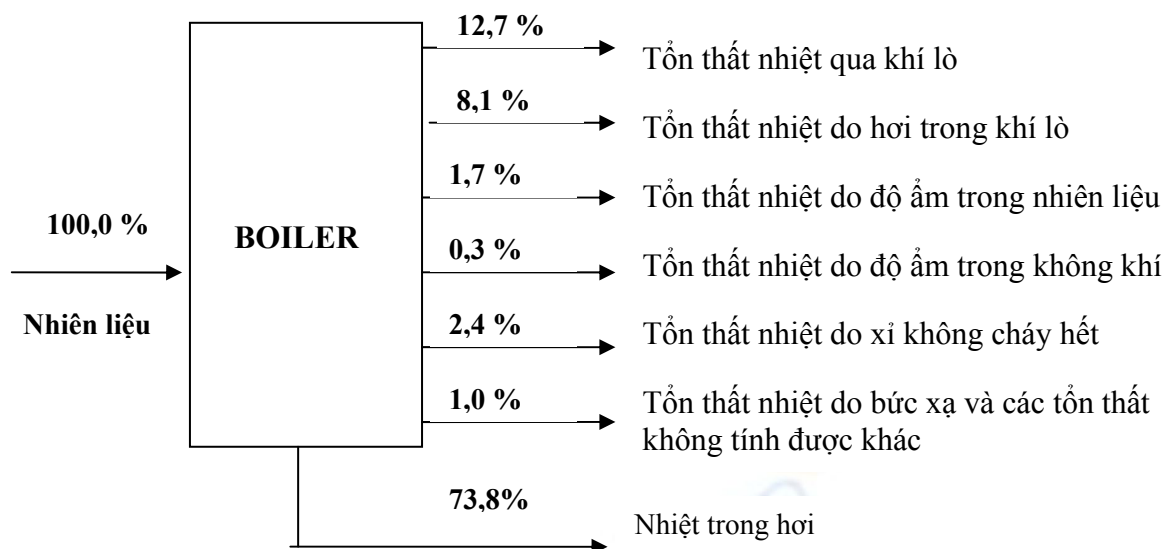 12,7 %
Tổn thất nhiệt qua khí lò
8,1 %
Tổn thất nhiệt do hơi trong khí lò
1,7 %
Tổn thất nhiệt do độ ẩm trong nhiên liệu
100,0 %
BOILER
0,3 %
Tổn thất nhiệt do độ ẩm trong không khí
Nhiên liệu
2,4 %
Tổn thất nhiệt do xỉ không cháy hết
1,0 %
Tổn thất nhiệt do bức xạ và các tổn thất
không tính được khác
73,8%
Nhiệt trong hơi